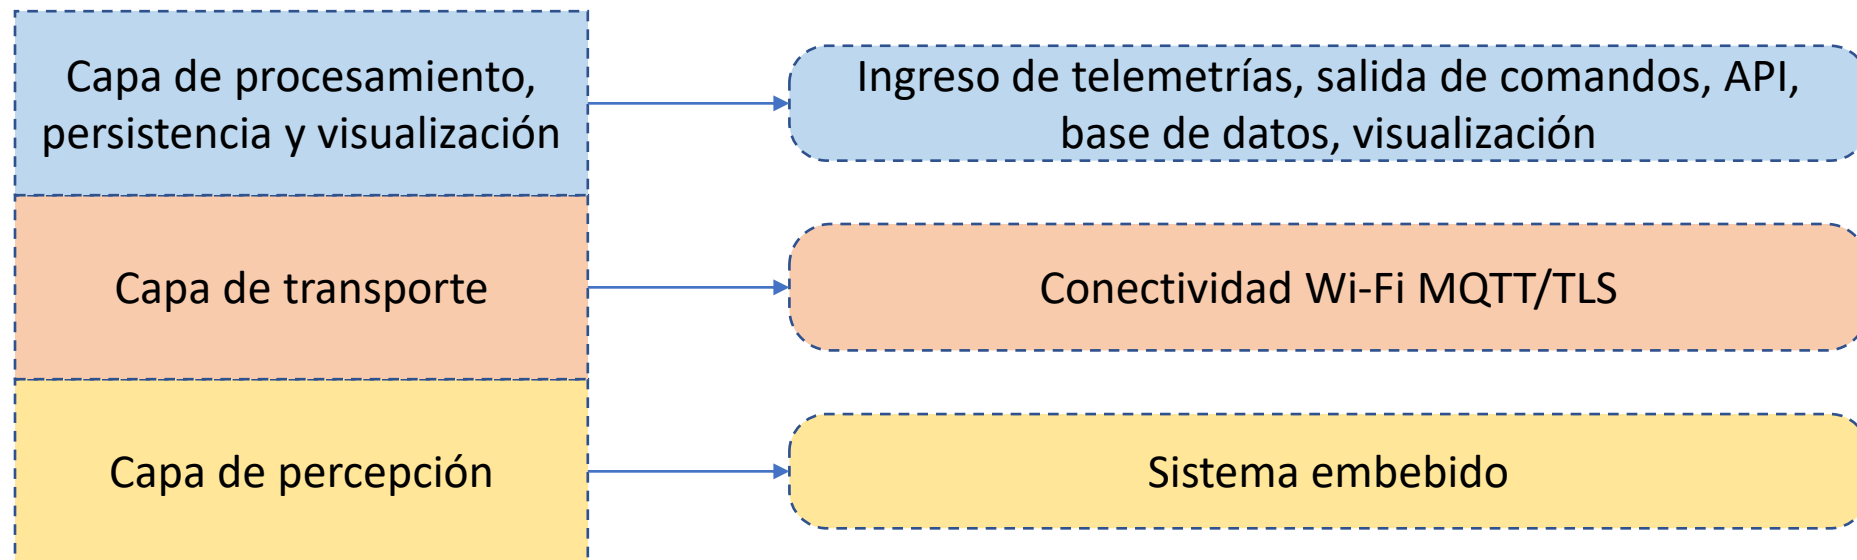 Capa de procesamiento,
persistencia y visualización
Ingreso de telemetrías, salida de comandos, API,
base de datos, visualización
Capa de transporte
Conectividad Wi-Fi MQTT/TLS
Capa de percepción
Sistema embebido